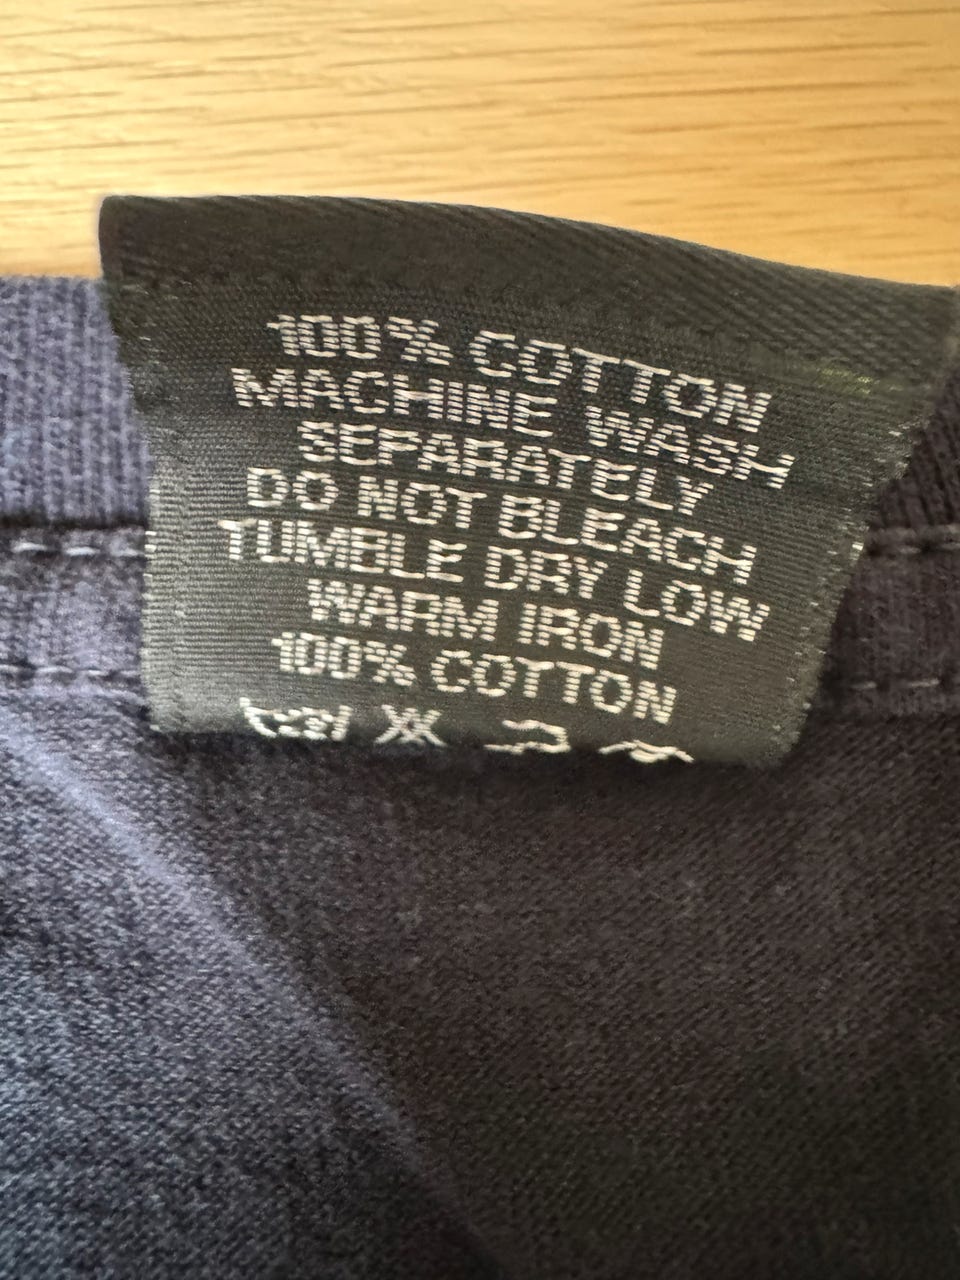 100% COTTON
MACHINE WASH
SEPARATELY
DO NOT BLEACH
TUMBLE DRY LOW
WARM IRON
100% COTTON